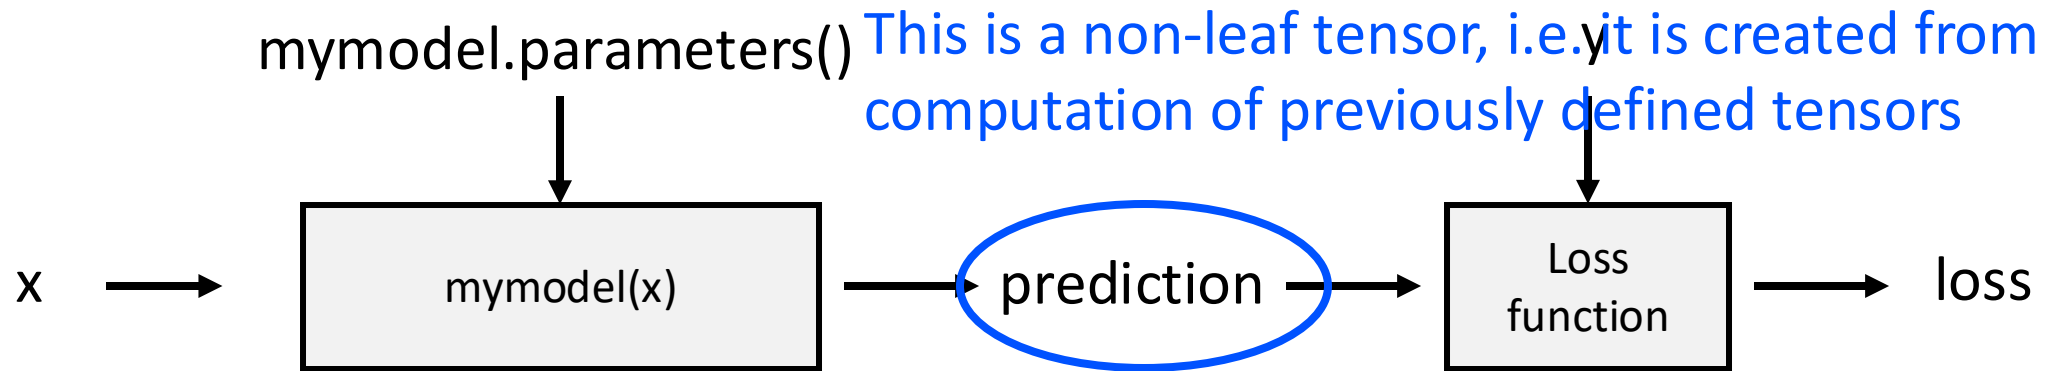 mymodel.parameters()
This is a non-leaf tensor, i.e. it is created from
computation of previously defined tensors
y
x
mymodel(x)
prediction
Loss
function
loss